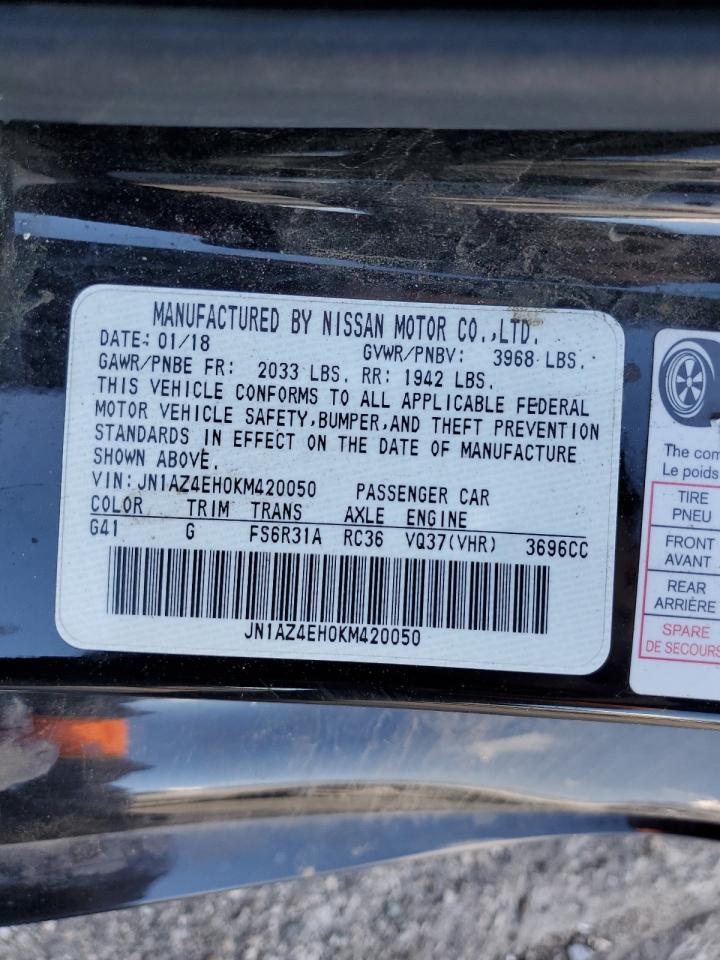 MANUFACTURED BY NISSAN MOTOR CO.,LTD.
DATE: 01/18 GVWR/PNBV: 3968 LBS.
GAWR/PNBE FR: 2033 LBS. RR: 1942 LBS.
THIS VEHICLE CONFORMS TO ALL APPLICABLE FEDERAL
MOTOR VEHICLE SAFETY,BUMPER,AND THEFT PREVENTION
STANDARDS IN EFFECT ON THE DATE OF MANUFACTURE
SHOWN ABOVE.
VIN:JN1AZ4EH0KM420050 PASSENGER CAR
COLOR TRIM TRANS AXLE ENGINE
G41 G FS6R31A RC36 VQ37(VHR) 3696CC
JN1AZ4EH0KM420050
The com
Le poids
TIRE
PNEU
FRONT
AVANT
REAR
ARRIÈRE
SPARE
DE SECOURS